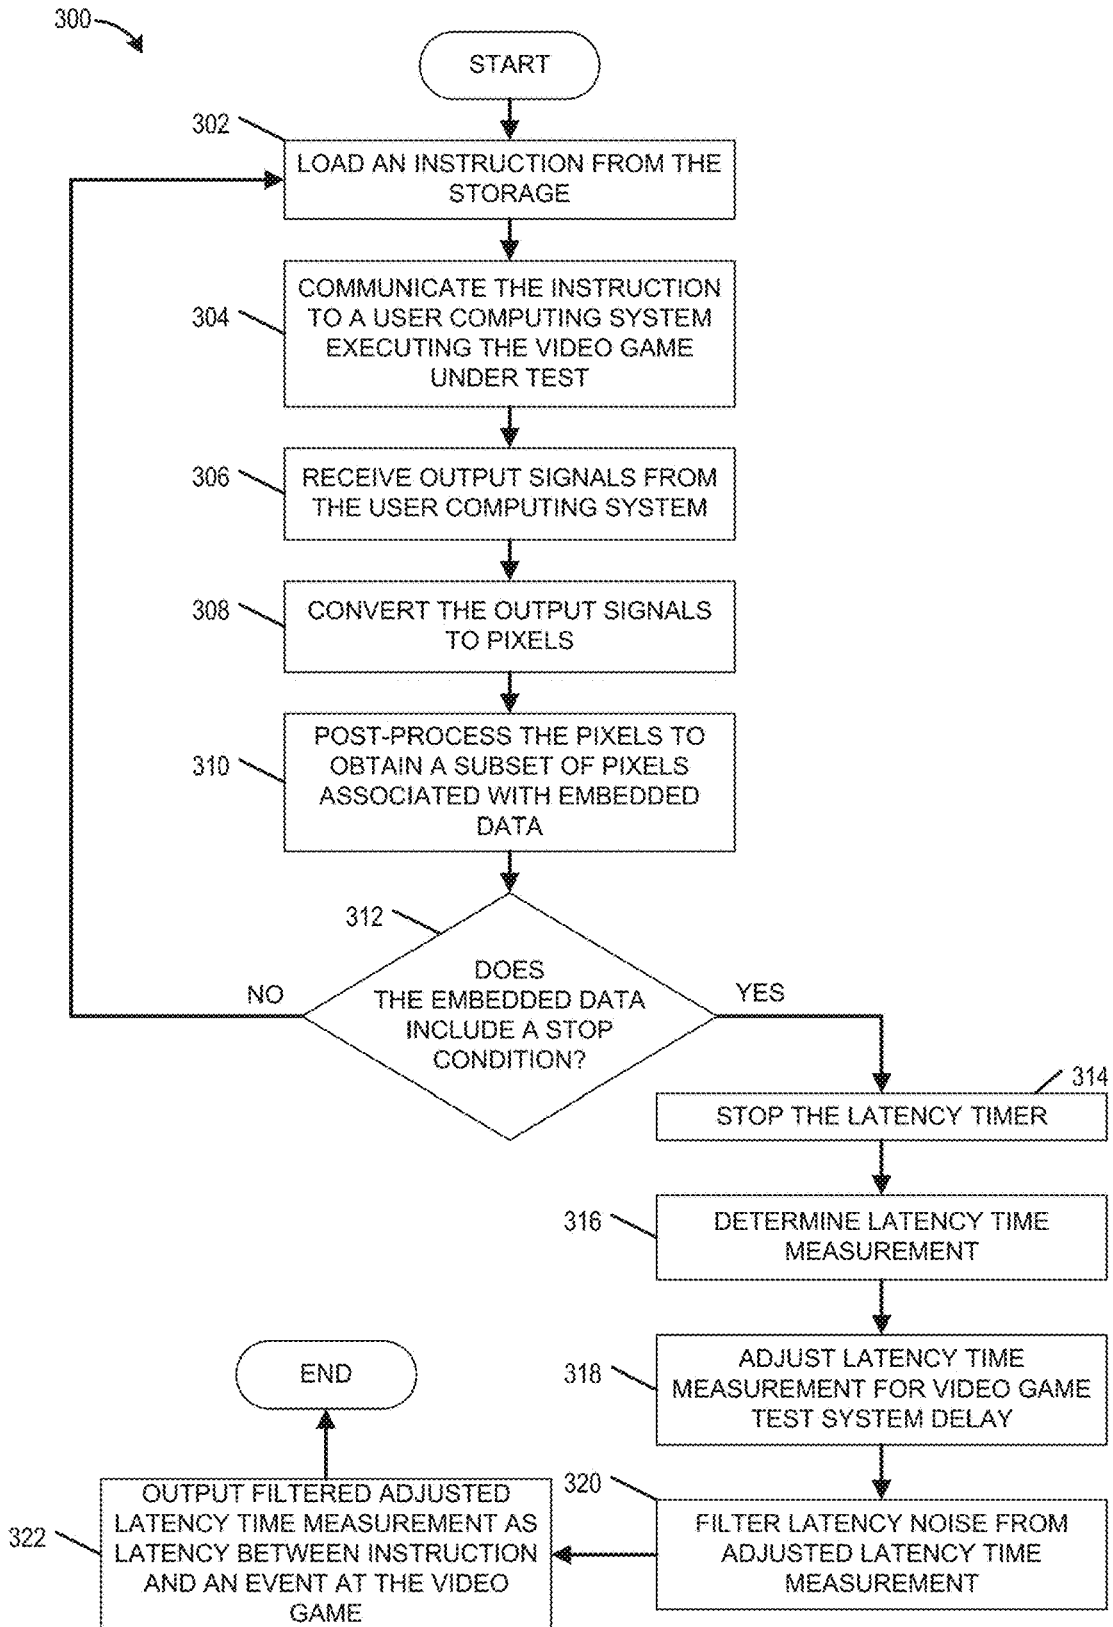 300
START
302
LOAD AN INSTRUCTION FROM THE
STORAGE
304
COMMUNICATE THE INSTRUCTION
TO A USER COMPUTING SYSTEM
EXECUTING THE VIDEO GAME
UNDER TEST
306
RECEIVE OUTPUT SIGNALS FROM
THE USER COMPUTING SYSTEM
308
CONVERT THE OUTPUT SIGNALS
TO PIXELS
310
POST-PROCESS THE PIXELS TO
OBTAIN A SUBSET OF PIXELS
ASSOCIATED WITH EMBEDDED
DATA
312
DOES
THE EMBEDDED DATA
INCLUDE A STOP
CONDITION?
NO
YES
314
STOP THE LATENCY TIMER
316
DETERMINE LATENCY TIME
MEASUREMENT
318
ADJUST LATENCY TIME
MEASUREMENT FOR VIDEO GAME
TEST SYSTEM DELAY
320
FILTER LATENCY NOISE FROM
ADJUSTED LATENCY TIME
MEASUREMENT
322
OUTPUT FILTERED ADJUSTED
LATENCY TIME MEASUREMENT AS
LATENCY BETWEEN INSTRUCTION
AND AN EVENT AT THE VIDEO
GAME
END